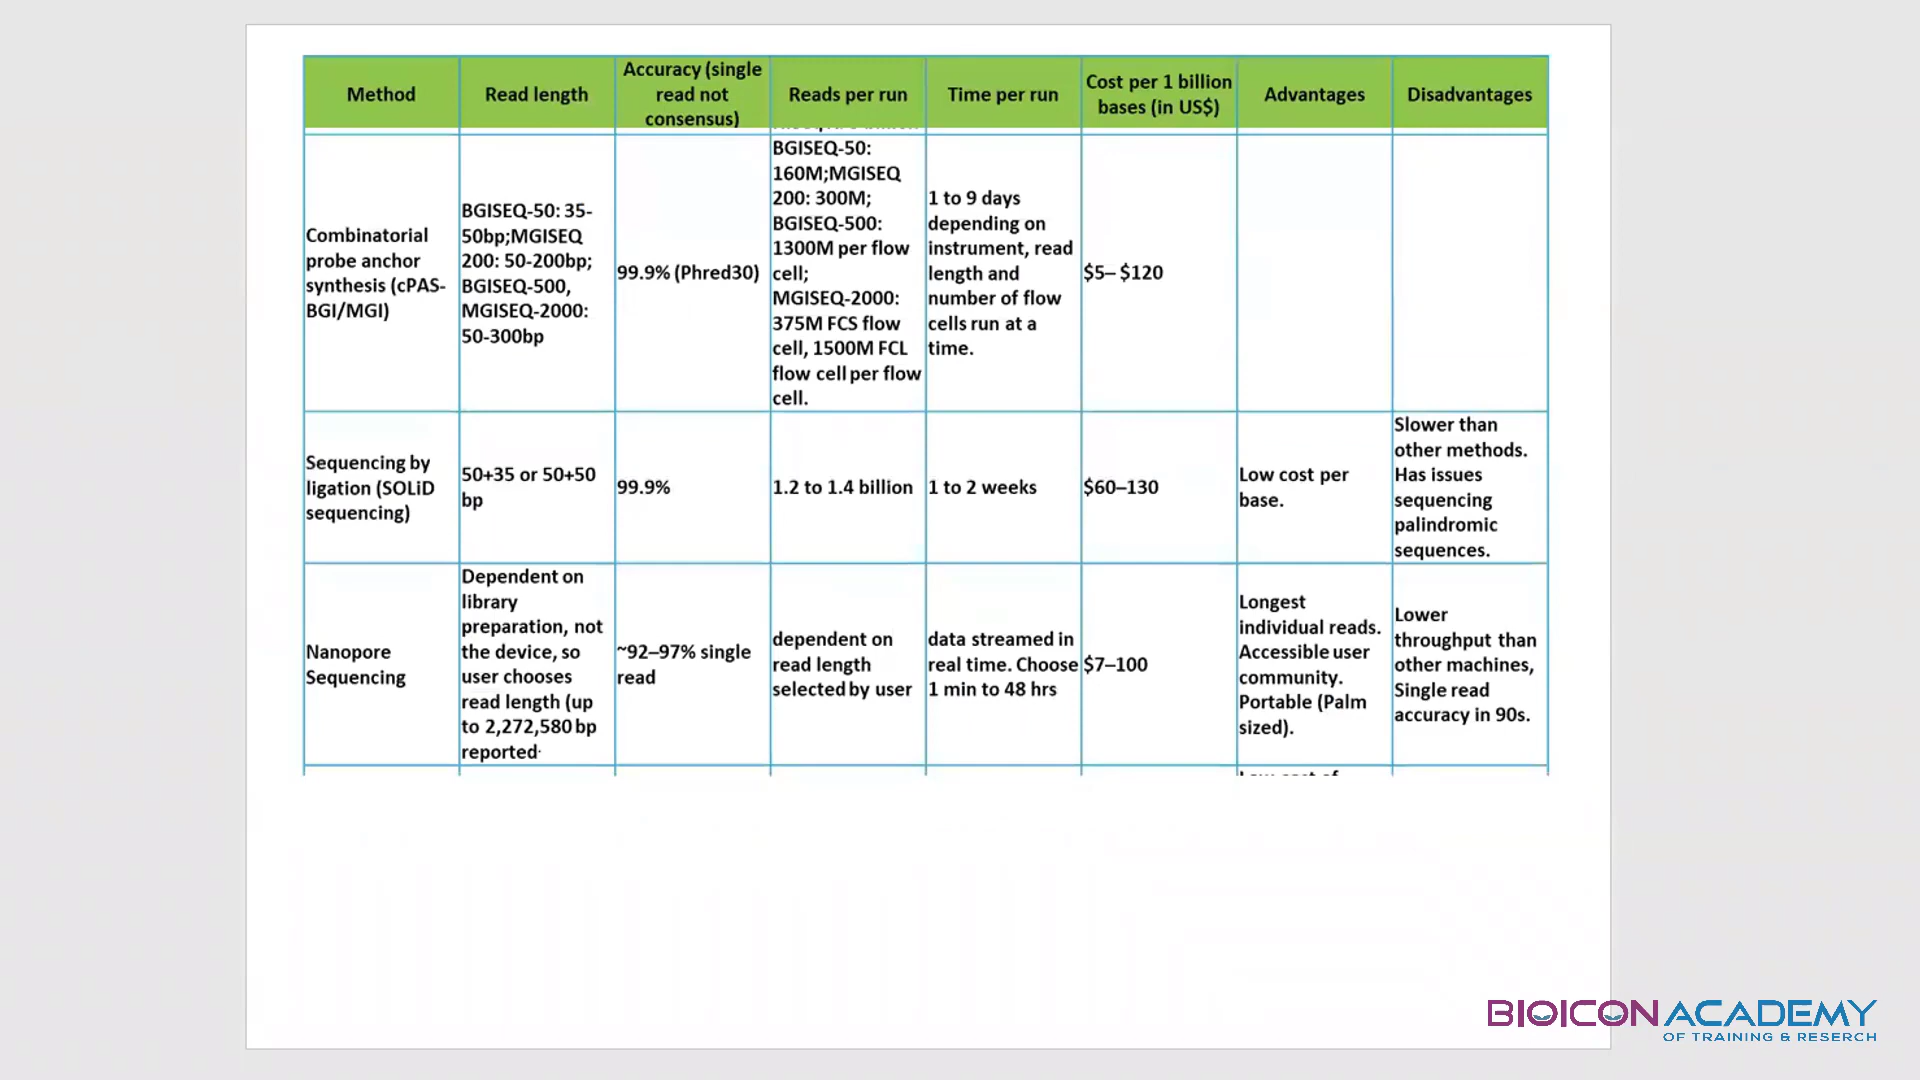 Method
Read length
Accuracy (single
read not
consensus)
Reads per run
Time per run
Cost per 1 billion
bases (in US$)
Advantages
Disadvantages
Combinatorial
probe anchor
synthesis (cPAS-
BGI/MGI)
BGISEQ-50: 35-
50bp;MGISEQ
200: 50-200bp;
BGISEQ-500,
MGISEQ-2000:
50-300bp
99.9% (Phred30)
BGISEQ-50:
160M;MGISEQ
200: 300M;
BGISEQ-500:
1300M per flow
cell;
MGISEQ-2000:
375M FCS flow
cell, 1500M FCL
flow cell per flow
cell.
1 to 9 days
depending on
instrument, read
length and
number of flow
cells run at a
time.
$5– $120
Sequencing by
ligation (SOLiD
sequencing)
50+35 or 50+50
bp
99.9%
1.2 to 1.4 billion
1 to 2 weeks
$60–130
Low cost per
base.
Slower than
other methods.
Has issues
sequencing
palindromic
sequences.
Nanopore
Sequencing
Dependent on
library
preparation, not
the device, so
user chooses
read length (up
to 2,272,580 bp
reported
~92–97% single
read
dependent on
read length
selected by user
data streamed in
real time. Choose
1 min to 48 hrs
$7–100
Longest
individual reads.
Accessible user
community.
Portable (Palm
sized).
Lower
throughput than
other machines,
Single read
accuracy in 90s.
BIOICON ACADEMY
OF TRAINING & RESERCH